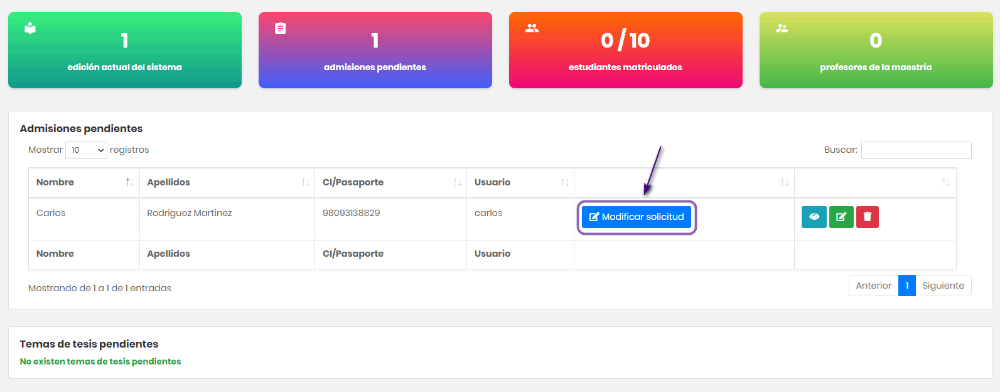 1
edición actual del sistema
1
admisiones pendientes
0 / 10
estudiantes matriculados
0
profesores de la maestría
Admisiones pendientes
Mostrar 10 registros
Buscar:
Nombre Apellidos CI/Pasaporte Usuario
Carlos Rodriguez Martinez 98093138829 carlos Modificar solicitud
Nombre Apellidos CI/Pasaporte Usuario
Mostrando de 1 a 1 de 1 entradas
Anterior 1 Siguiente
Temas de tesis pendientes
No existen temas de tesis pendientes